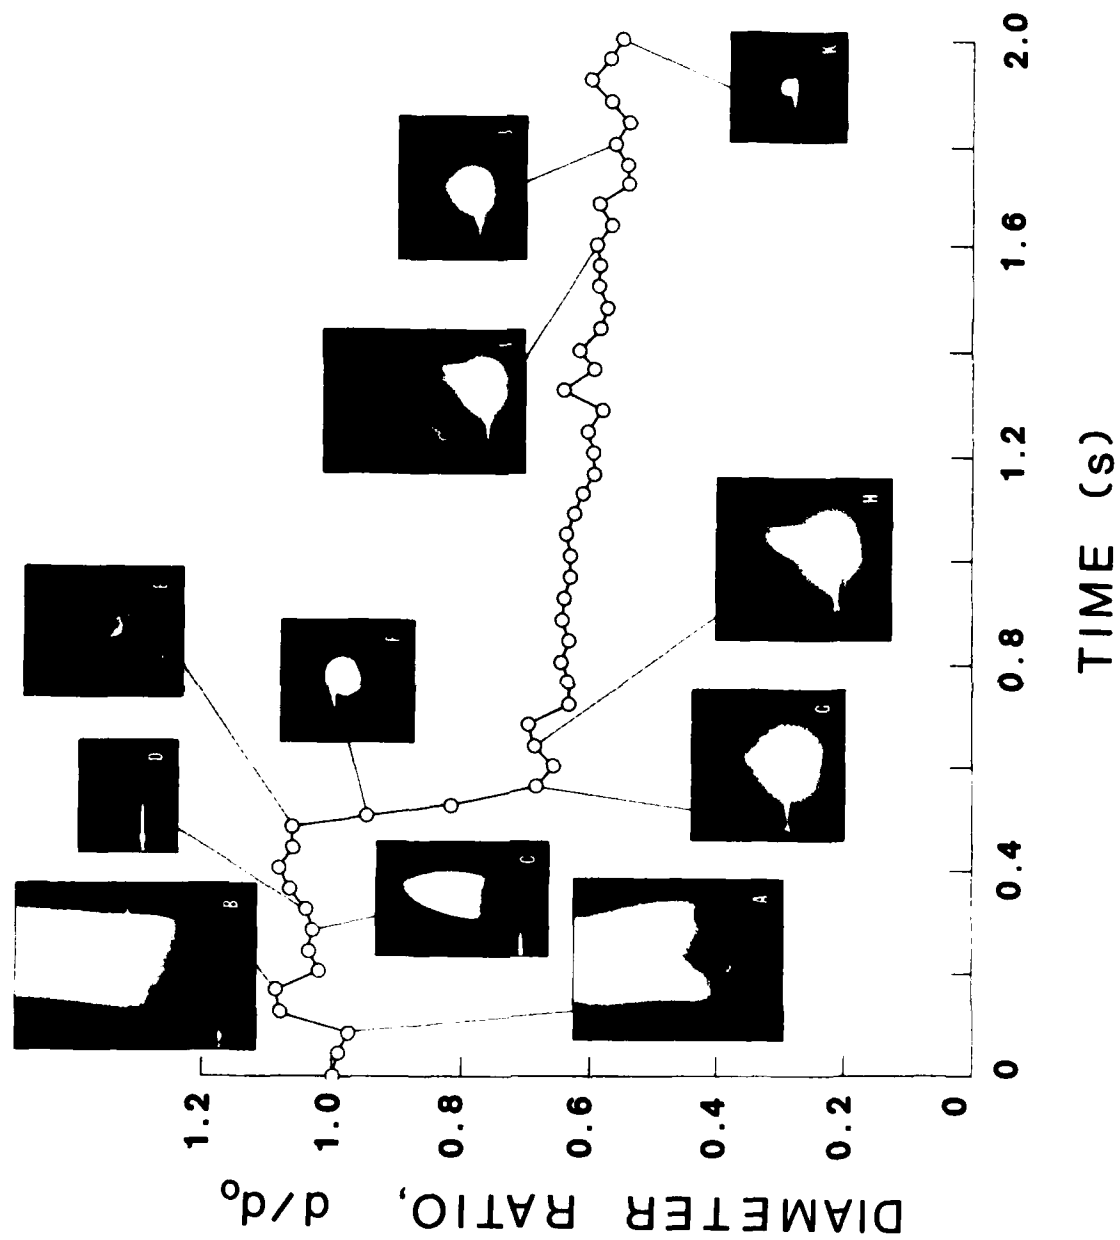 DIAMETER RATIO, d/d₀
1.2
1.0
0.8
0.6
0.4
0.2
0
B
D
E
F
C
A
G
H
I
J
K
0
0.4
0.8
1.2
1.6
2.0
TIME (s)